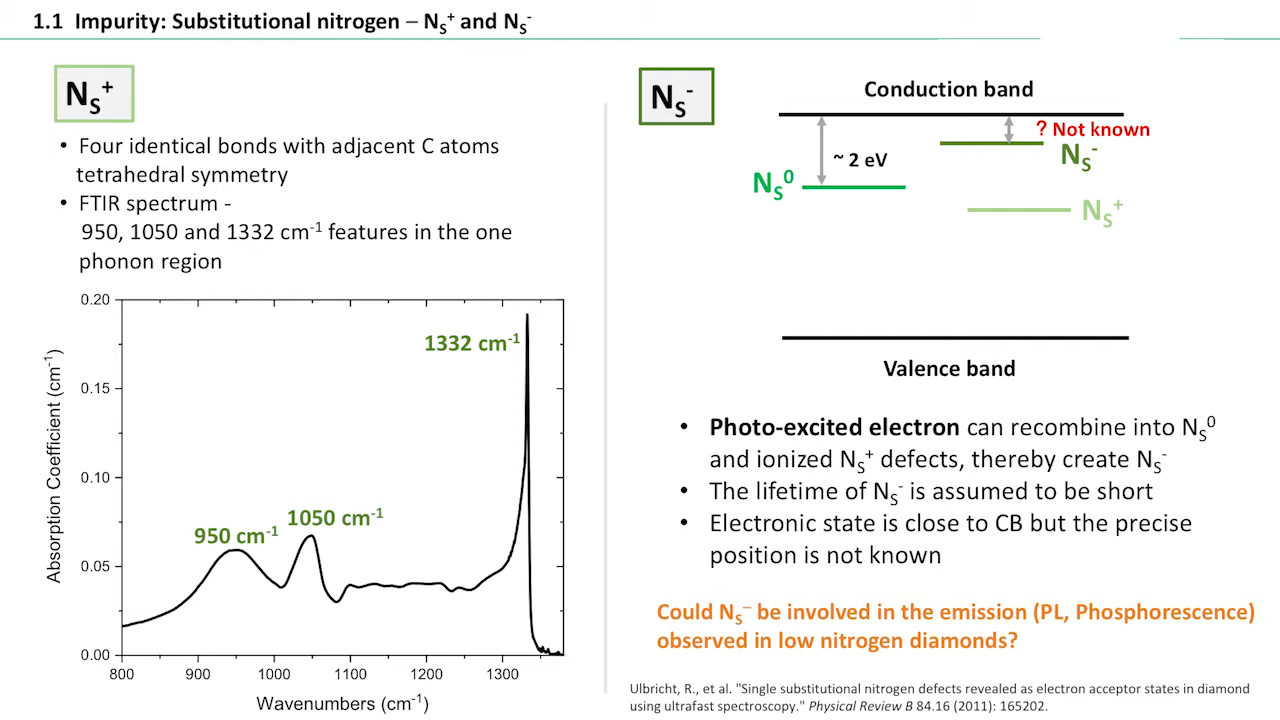 1.1 Impurity: Substitutional nitrogen – Nₛ⁺ and Nₛ⁻
Nₛ⁺
• Four identical bonds with adjacent C atoms
tetrahedral symmetry
• FTIR spectrum -
950, 1050 and 1332 cm⁻¹ features in the one
phonon region
0.20
0.15
0.10
0.05
0.00
Absorption Coefficient (cm⁻¹)
1332 cm⁻¹
1050 cm⁻¹
950 cm⁻¹
800 900 1000 1100 1200 1300
Wavenumbers (cm⁻¹)
Nₛ⁻
Conduction band
? Not known
Nₛ⁻
~ 2 eV
Nₛ⁰
Nₛ⁺
Valence band
• Photo-excited electron can recombine into Nₛ⁰
and ionized Nₛ⁺ defects, thereby create Nₛ⁻
• The lifetime of Nₛ⁻ is assumed to be short
• Electronic state is close to CB but the precise
position is not known
Could Nₛ⁻ be involved in the emission (PL, Phosphorescence)
observed in low nitrogen diamonds?
Ulbricht, R., et al. "Single substitutional nitrogen defects revealed as electron acceptor states in diamond
using ultrafast spectroscopy." Physical Review B 84.16 (2011): 165202.